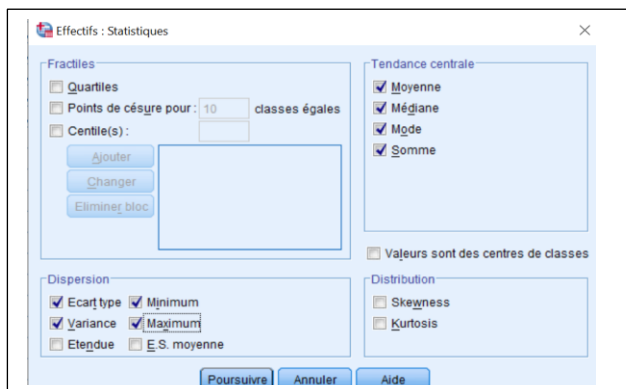 Effectifs : Statistiques
Fractiles
Quartiles
Points de césure pour : 10 classes égales
Centile(s) :
Ajouter
Changer
Eliminer bloc
Tendance centrale
Moyenne
Médiane
Mode
Somme
Valeurs sont des centres de classes
Dispersion
Ecart type Minimum
Variance Maximum
Etendue E.S. moyenne
Distribution
Skewness
Kurtosis
Poursuivre Annuler Aide